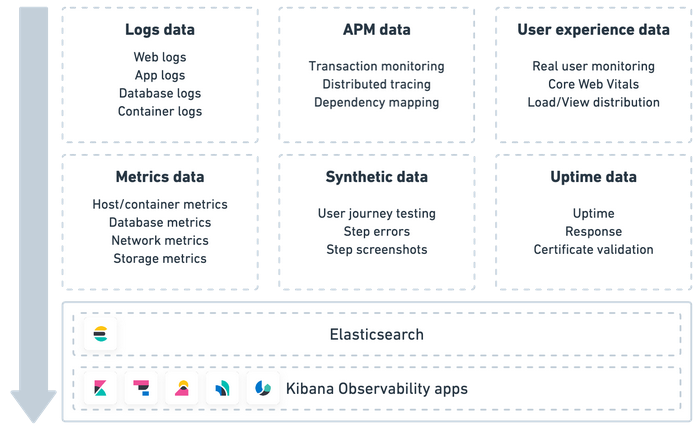 Logs data
Web logs
App logs
Database logs
Container logs
APM data
Transaction monitoring
Distributed tracing
Dependency mapping
User experience data
Real user monitoring
Core Web Vitals
Load/View distribution
Metrics data
Host/container metrics
Database metrics
Network metrics
Storage metrics
Synthetic data
User journey testing
Step errors
Step screenshots
Uptime data
Uptime
Response
Certificate validation
Elasticsearch
Kibana Observability apps